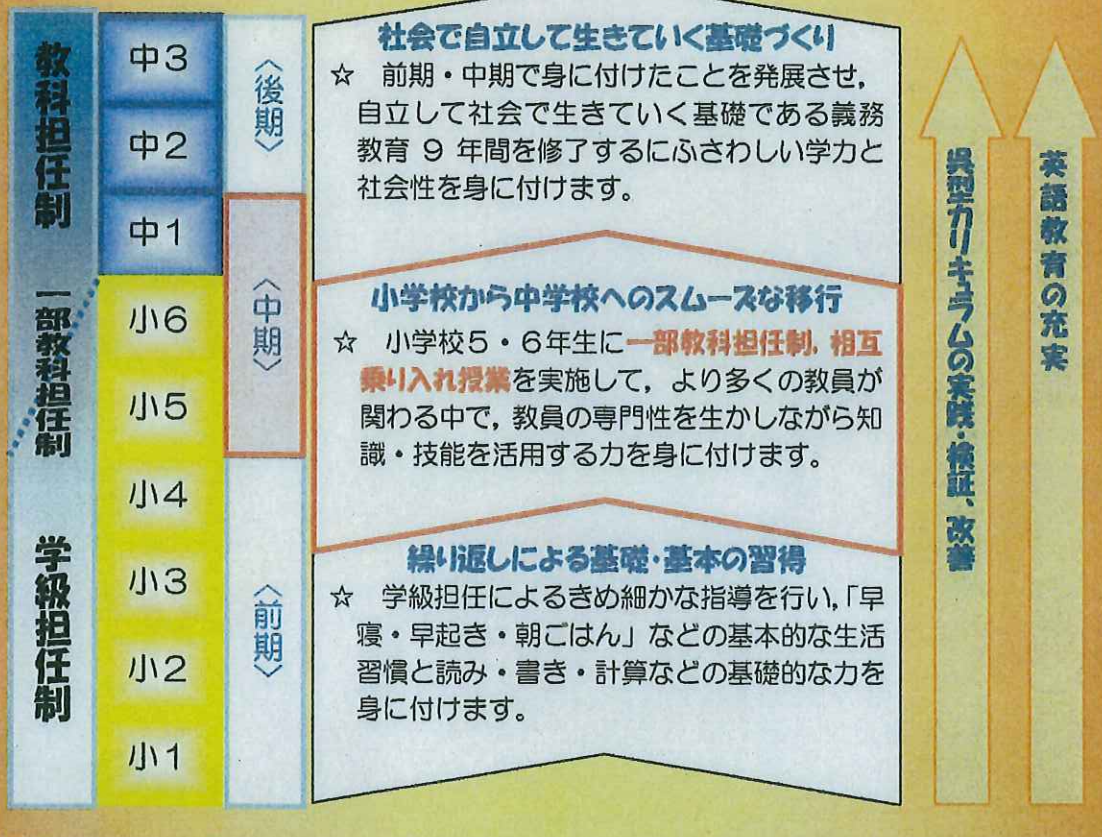 教科担任制
一部教科担任制
学級担任制
中3
中2
中1
小6
小5
小4
小3
小2
小1
〈後期〉
〈中期〉
〈前期〉
社会で自立して生きていく基礎づくり
☆ 前期・中期で身に付けたことを発展させ,
自立して社会で生きていく基礎である義務
教育 9 年間を修了するにふさわしい学力と
社会性を身に付けます。
小学校から中学校へのスムーズな移行
☆ 小学校5・6年生に一部教科担任制, 相互
乗り入れ授業を実施して, より多くの教員が
関わる中で, 教員の専門性を生かしながら知
識・技能を活用する力を身に付けます。
繰り返しによる基礎・基本の習得
☆ 学級担任によるきめ細かな指導を行い,「早
寝・早起き・朝ごはん」などの基本的な生活
習慣と読み・書き・計算などの基礎的な力を
身に付けます。
呉型カリキュラムの実践・検証、改善
英語教育の充実